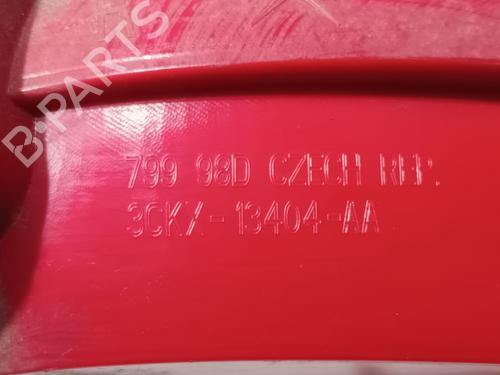 B-PARTS
799 98D CZECH REP.
3CKX-13404-AA